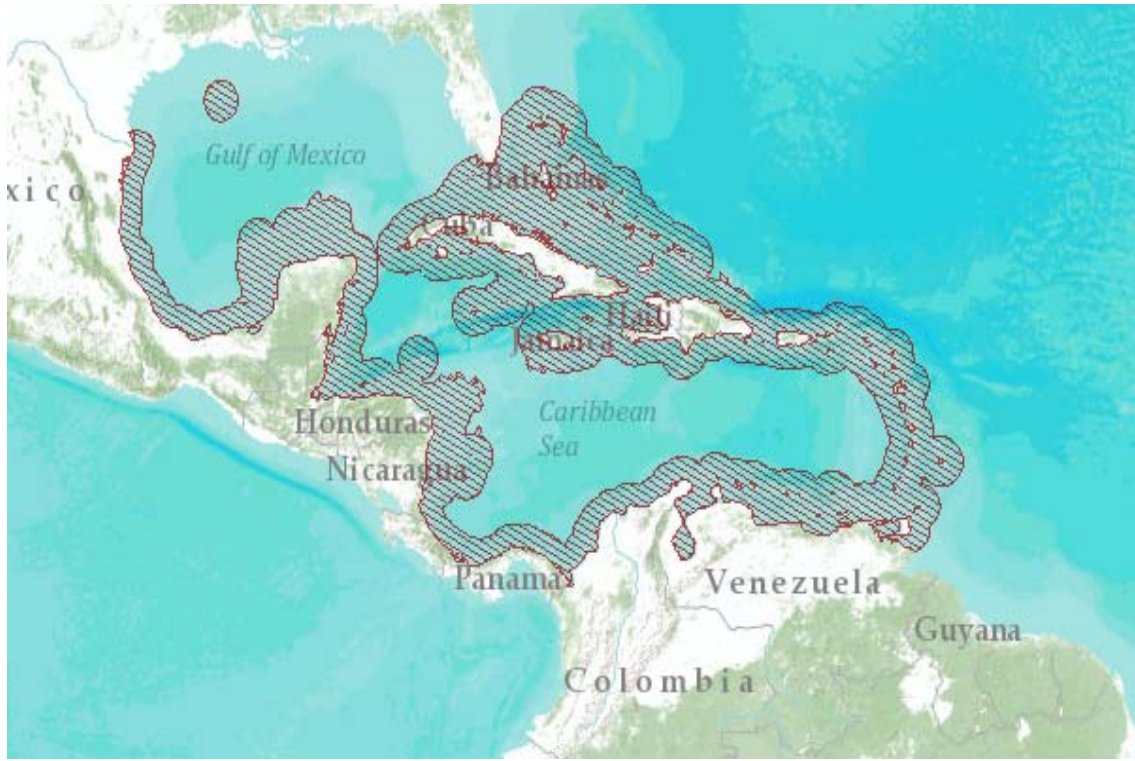 Gulf of Mexico
xico
Bahamas
Cuba
Haiti
Jamaica
Caribbean
Sea
Honduras
Nicaragua
Panama
Venezuela
Guyana
Colombia